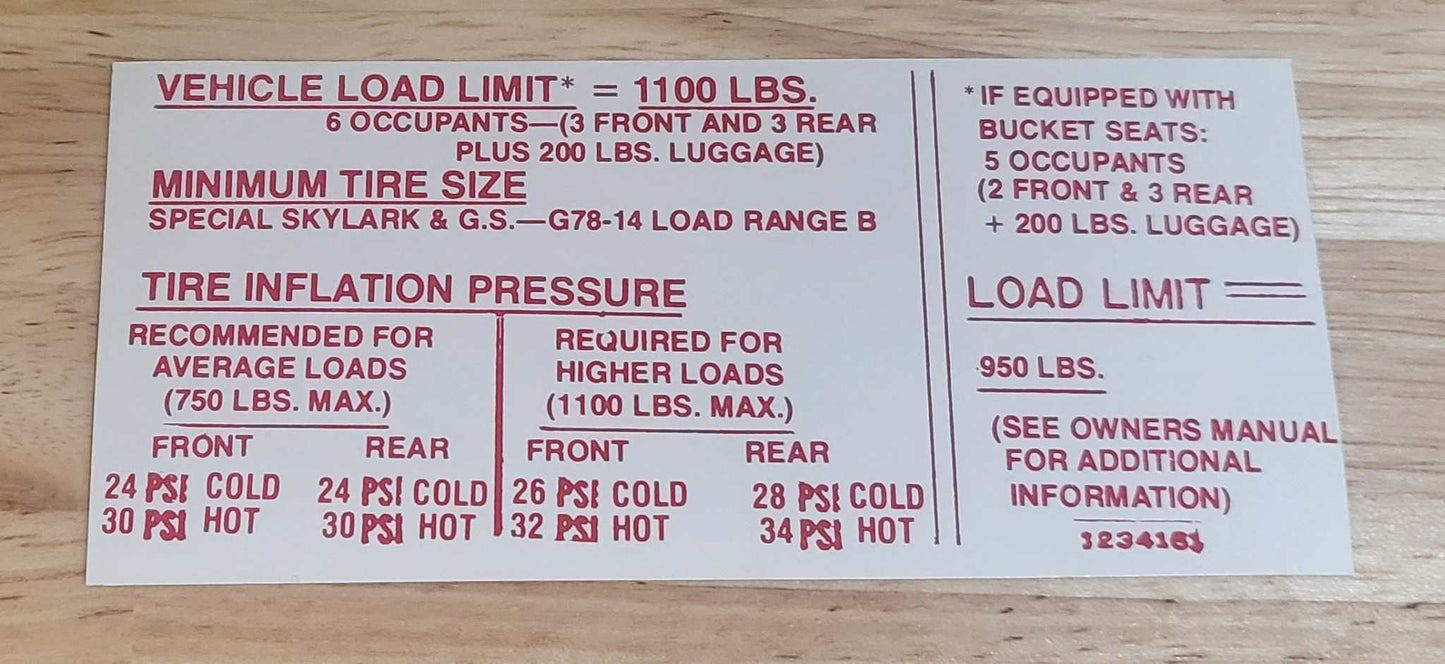 VEHICLE LOAD LIMIT* = 1100 LBS.
6 OCCUPANTS—(3 FRONT AND 3 REAR
PLUS 200 LBS. LUGGAGE)
MINIMUM TIRE SIZE
SPECIAL SKYLARK & G.S.—G78-14 LOAD RANGE B
TIRE INFLATION PRESSURE
RECOMMENDED FOR
AVERAGE LOADS
(750 LBS. MAX.)
FRONT REAR
24 PSI COLD 24 PSI COLD
30 PSI HOT 30 PSI HOT
REQUIRED FOR
HIGHER LOADS
(1100 LBS. MAX.)
FRONT REAR
26 PSI COLD 28 PSI COLD
32 PSI HOT 34 PSI HOT
*IF EQUIPPED WITH
BUCKET SEATS:
5 OCCUPANTS
(2 FRONT & 3 REAR
+ 200 LBS. LUGGAGE)
LOAD LIMIT =
950 LBS.
(SEE OWNERS MANUAL
FOR ADDITIONAL
INFORMATION)